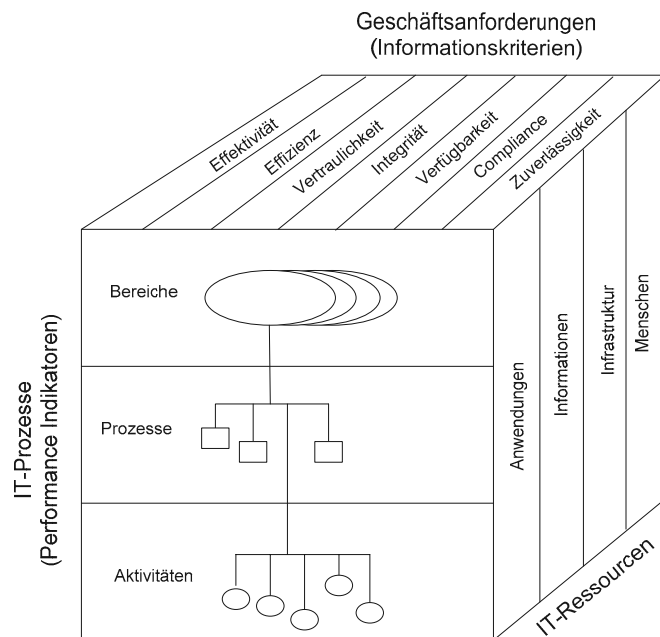 Geschäftsanforderungen
(Informationskriterien)
Effektivität
Effizienz
Vertraulichkeit
Integrität
Verfügbarkeit
Compliance
Zuverlässigkeit
IT-Prozesse
(Performance Indikatoren)
Bereiche
Prozesse
Aktivitäten
Anwendungen
Informationen
Infrastruktur
Menschen
IT-Ressourcen